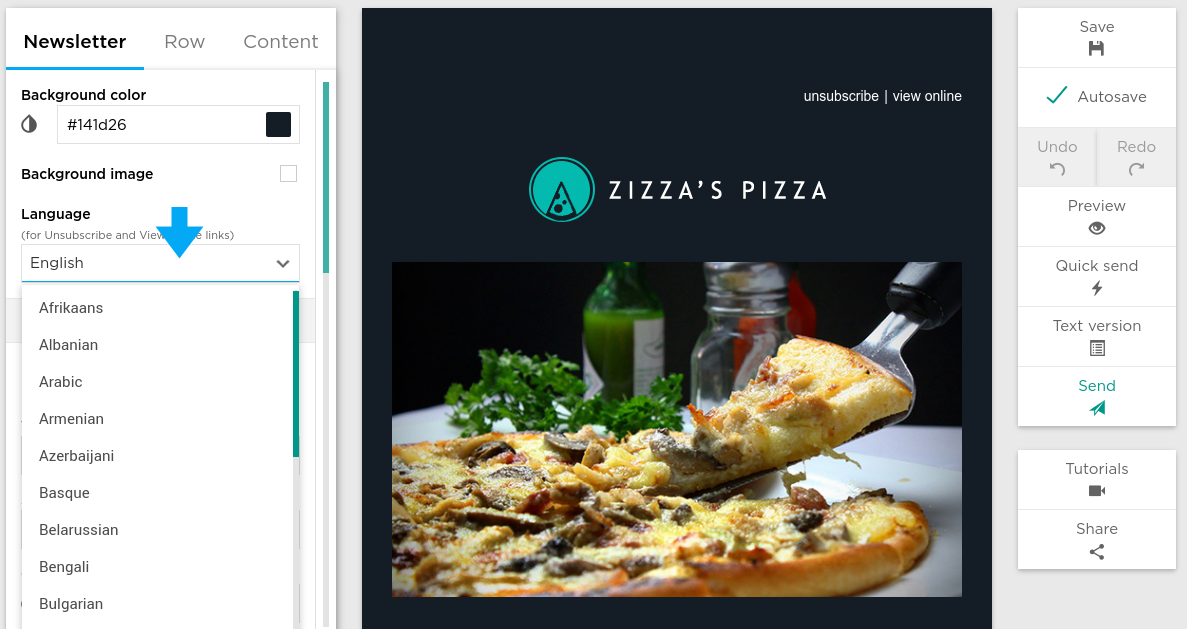 Newsletter Row Content
Background color
#141d26
Background image
Language
(for Unsubscribe and View e links)
English
Afrikaans
Albanian
Arabic
Armenian
Azerbaijani
Basque
Belarussian
Bengali
Bulgarian
unsubscribe | view online
ZIZZA'S PIZZA
Save
Autosave
Undo Redo
Preview
Quick send
Text version
Send
Tutorials
Share